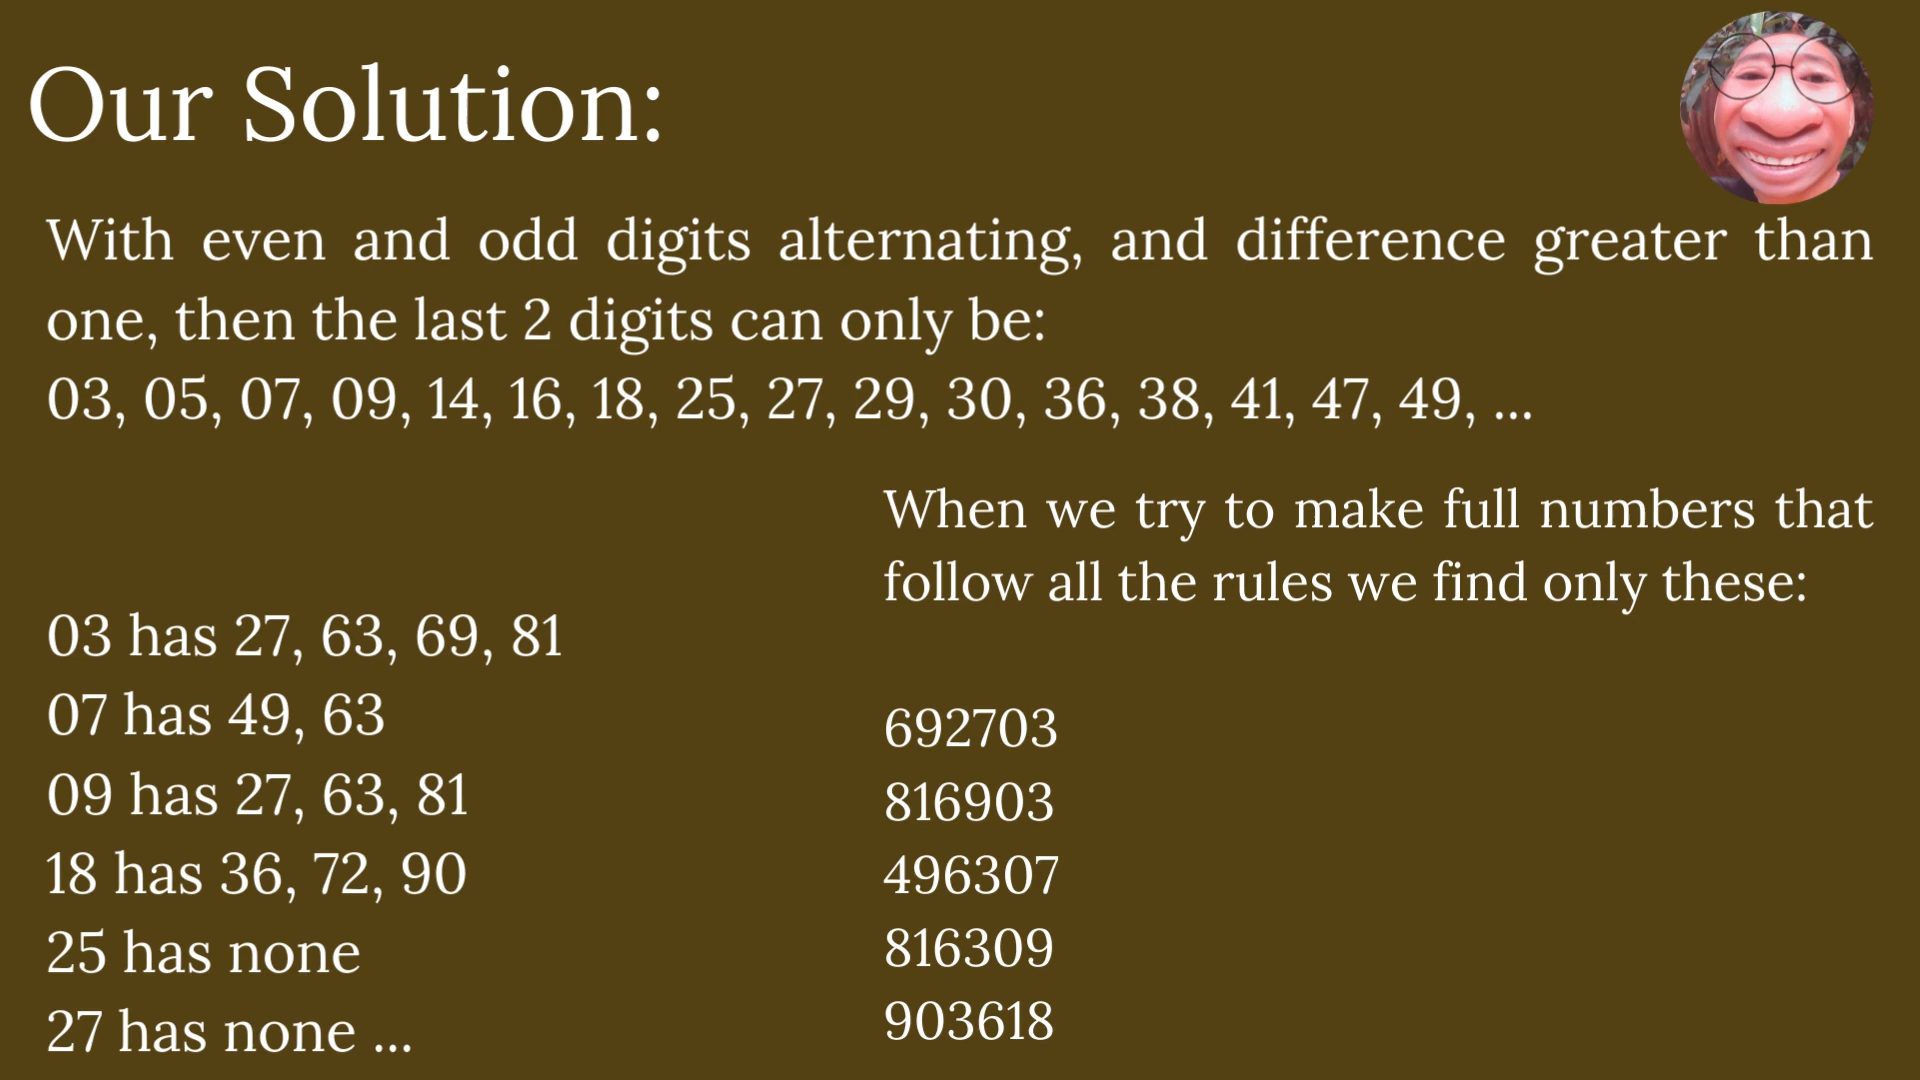 Our Solution:
With even and odd digits alternating, and difference greater than
one, then the last 2 digits can only be:
03, 05, 07, 09, 14, 16, 18, 25, 27, 29, 30, 36, 38, 41, 47, 49, ...
03 has 27, 63, 69, 81
07 has 49, 63
09 has 27, 63, 81
18 has 36, 72, 90
25 has none
27 has none ...
When we try to make full numbers that
follow all the rules we find only these:
692703
816903
496307
816309
903618